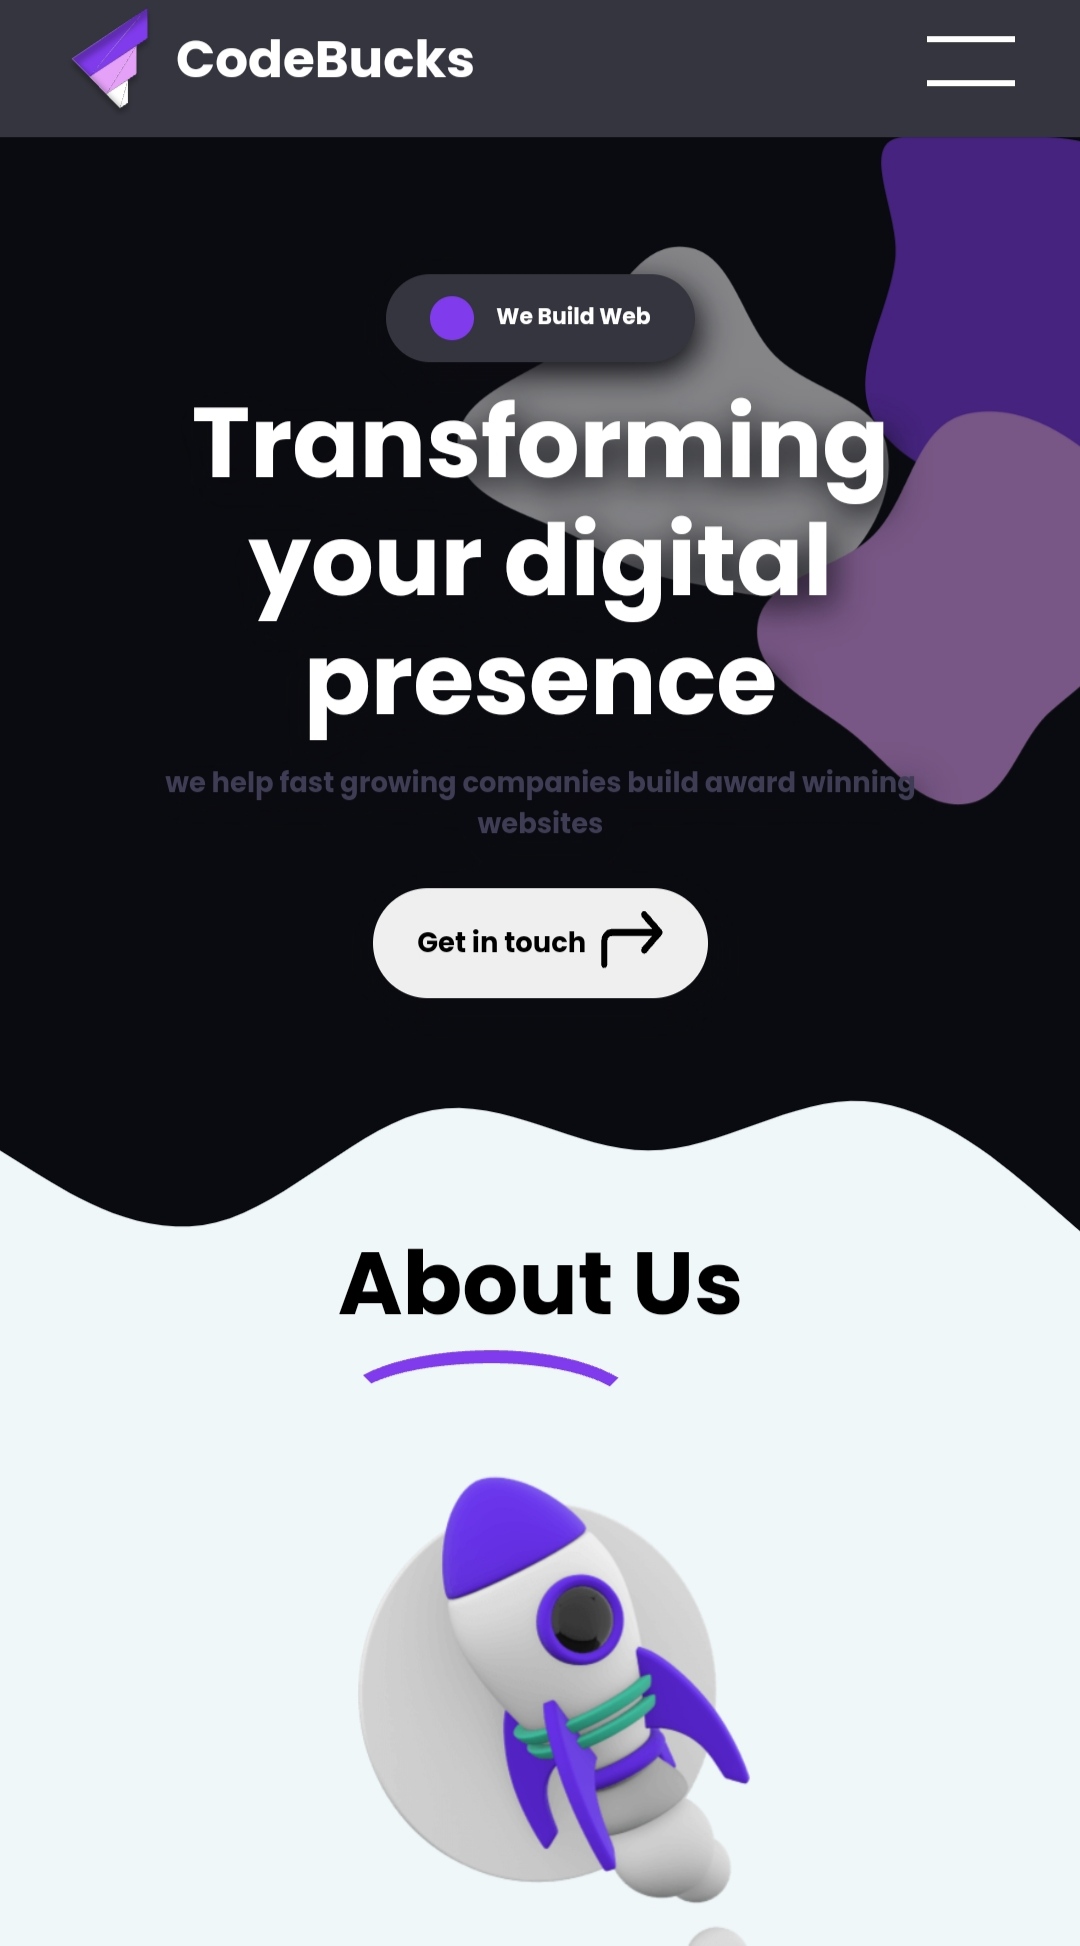 CodeBucks
We Build Web
Transforming
your digital
presence
we help fast growing companies build award winning
websites
Get in touch
About Us